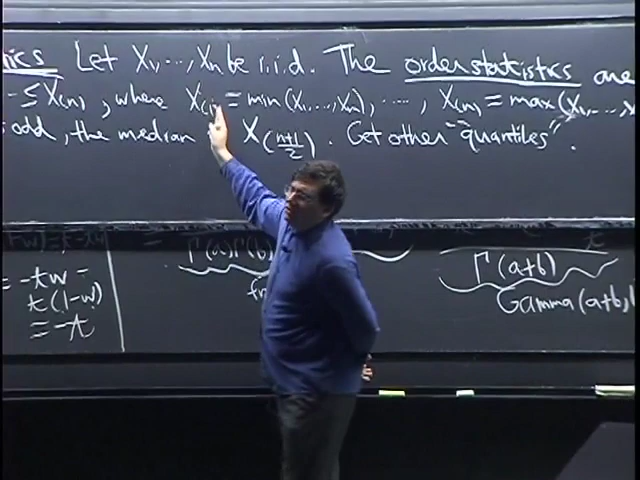 ics Let X₁, ..., Xₙ be i.i.d. The order statistics are
- ≤ X₍ₙ₎, where X₍₁₎ = min(X₁,...,Xₙ), ...., X₍ₙ₎ = max(X₁,...,X
is odd, the median X₍(n+1)/2₎. Get other "quantiles".
= -tw -
t(1-w)
= -t
Γ(a)Γ(b)
Γ(a+b)
Gamma(a+b,